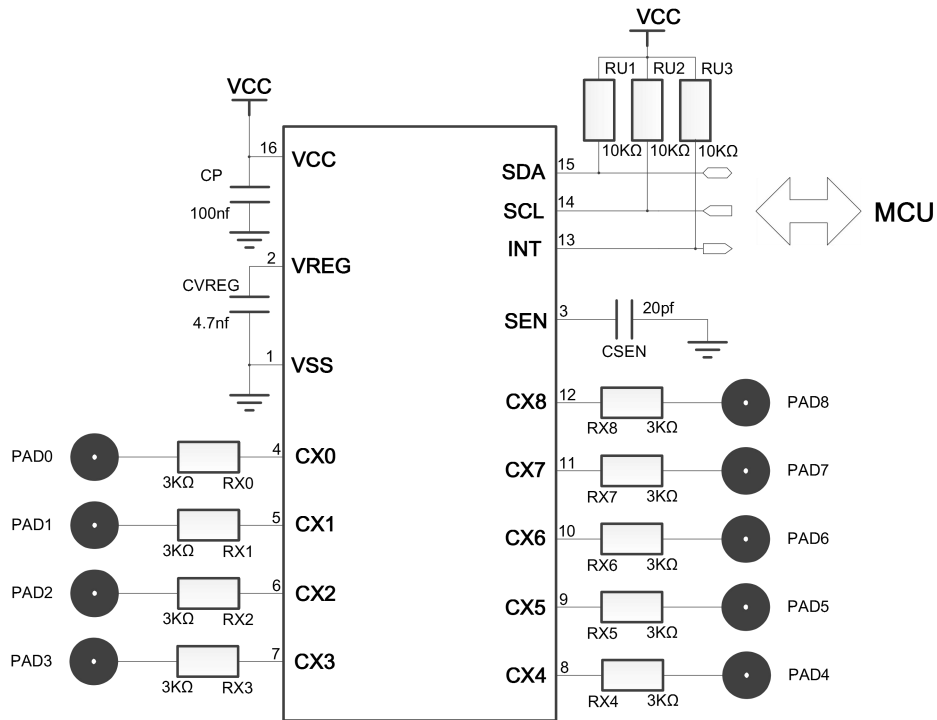 VCC
RU1 RU2 RU3
10KΩ 10KΩ 10KΩ
VCC
16 VCC
CP
100nf
2 VREG
CVREG
4.7nf
1 VSS
SDA 15
SCL 14
INT 13
MCU
SEN 3
20pf
CSEN
CX8 12
RX8 3KΩ
PAD8
PAD0
4 CX0
3KΩ RX0
CX7 11
RX7 3KΩ
PAD7
PAD1
5 CX1
3KΩ RX1
CX6 10
RX6 3KΩ
PAD6
PAD2
6 CX2
3KΩ RX2
CX5 9
RX5 3KΩ
PAD5
PAD3
7 CX3
3KΩ RX3
CX4 8
RX4 3KΩ
PAD4